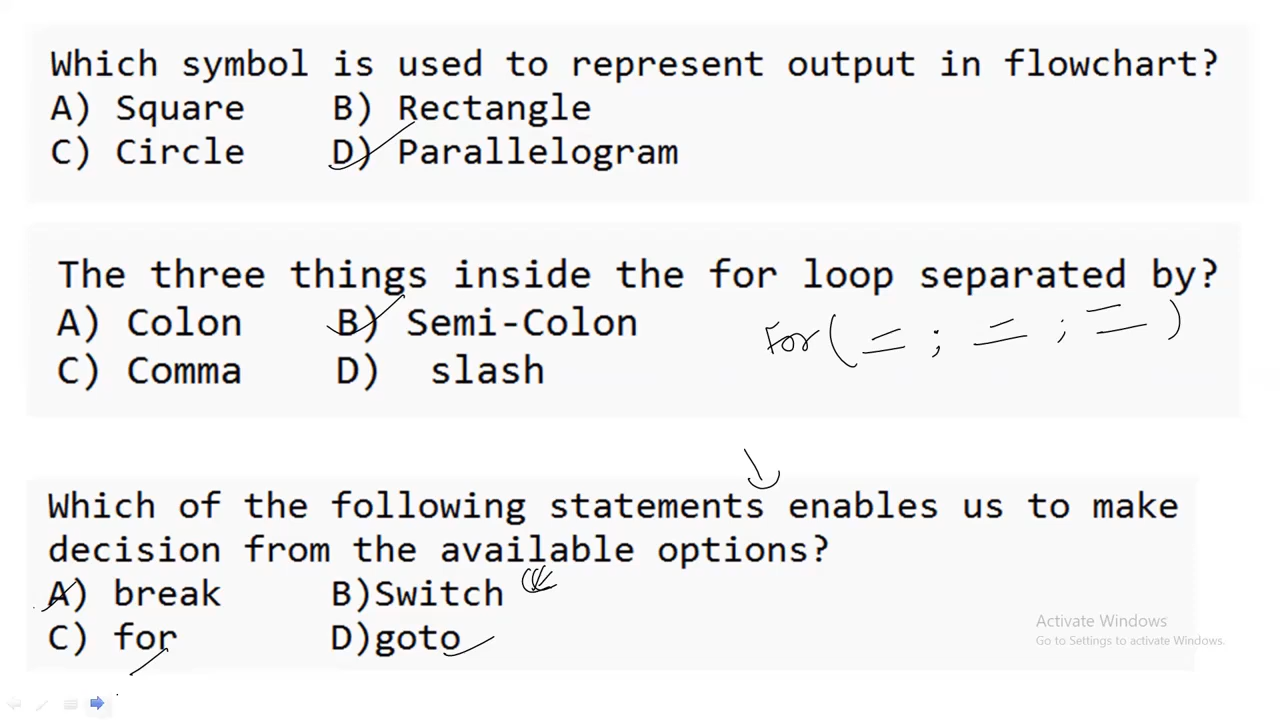 Which symbol is used to represent output in flowchart?
A) Square B) Rectangle
C) Circle D) Parallelogram
The three things inside the for loop separated by?
A) Colon B) Semi-Colon
C) Comma D) slash
For( = ; = ; = )
Which of the following statements enables us to make
decision from the available options?
A) break B)Switch
C) for D)goto
Activate Windows
Go to Settings to activate Windows.